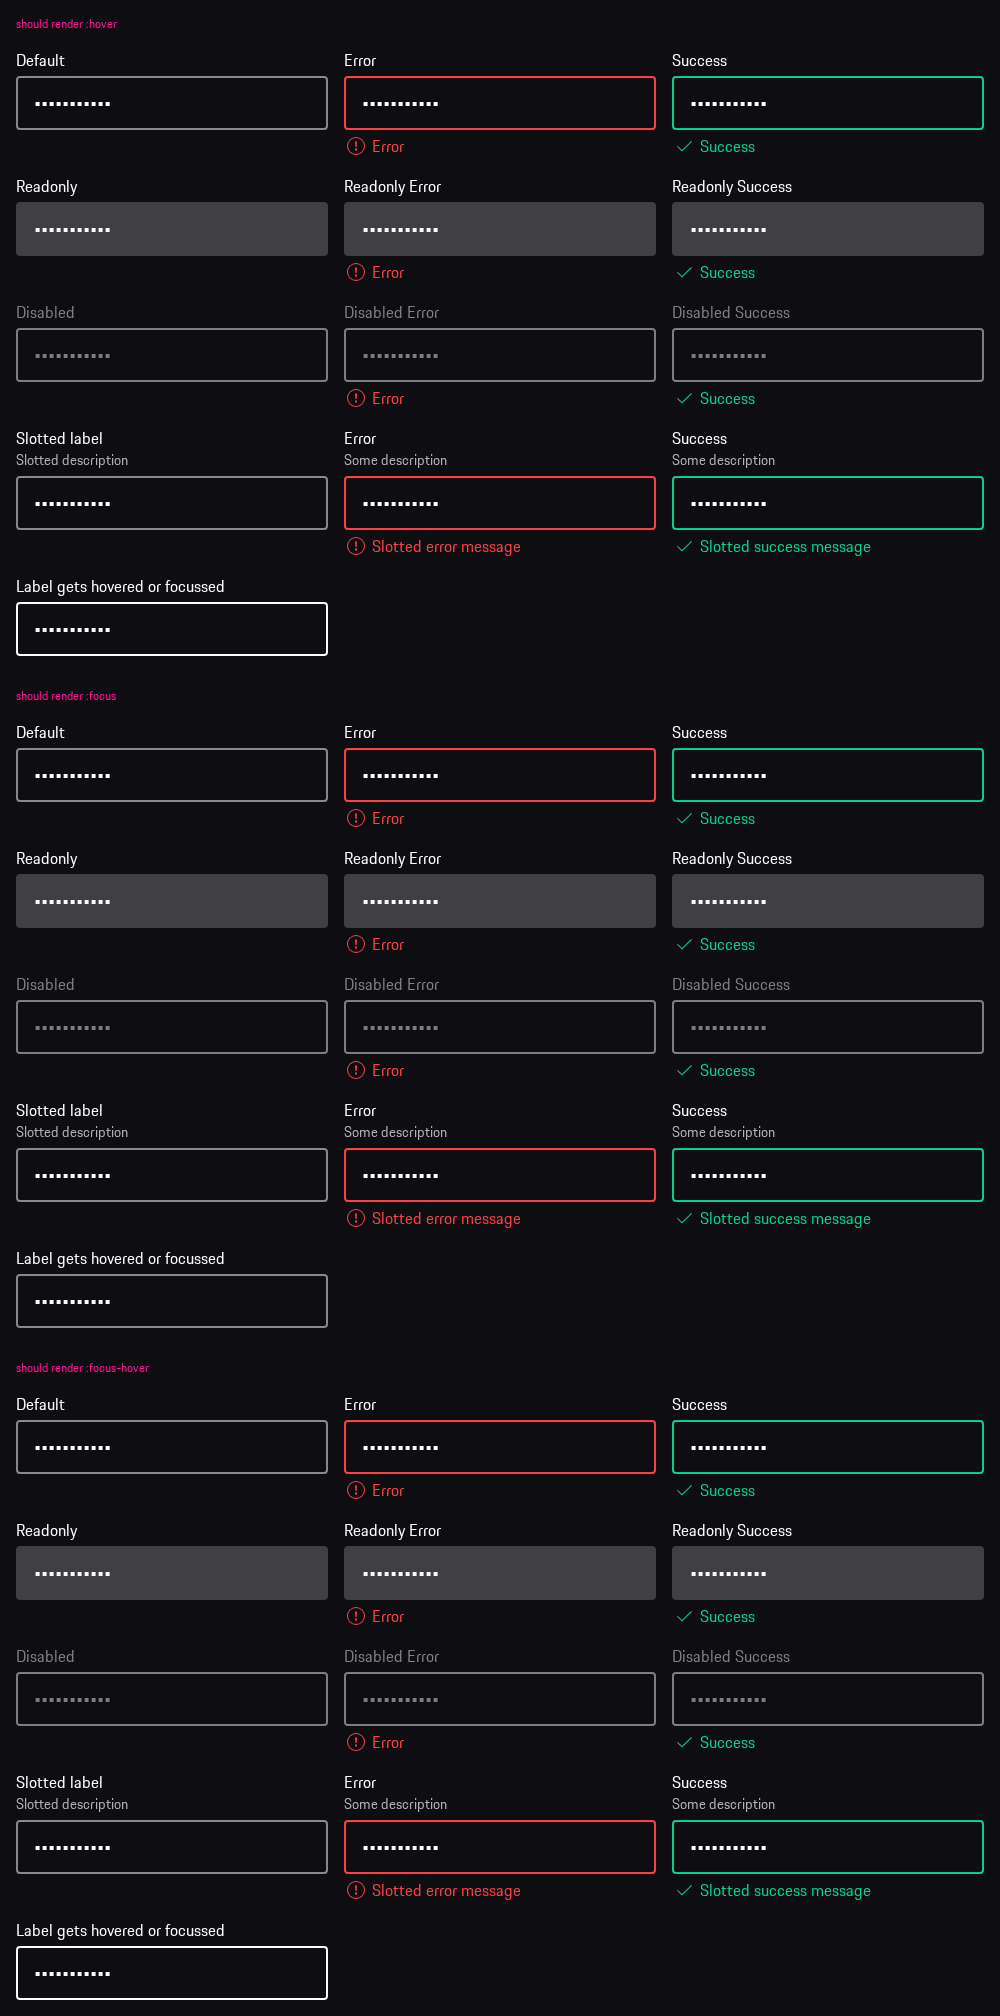 should render :hover
Default Error Success
•••••••••••  •••••••••••  •••••••••••
Error Success
Readonly Readonly Error Readonly Success
•••••••••••  •••••••••••  •••••••••••
Error Success
Disabled Disabled Error Disabled Success
•••••••••••  •••••••••••  •••••••••••
Error Success
Slotted label Error Success
Slotted description Some description Some description
•••••••••••  •••••••••••  •••••••••••
Slotted error message Slotted success message
Label gets hovered or focussed
•••••••••••
should render :focus
Default Error Success
•••••••••••  •••••••••••  •••••••••••
Error Success
Readonly Readonly Error Readonly Success
•••••••••••  •••••••••••  •••••••••••
Error Success
Disabled Disabled Error Disabled Success
•••••••••••  •••••••••••  •••••••••••
Error Success
Slotted label Error Success
Slotted description Some description Some description
•••••••••••  •••••••••••  •••••••••••
Slotted error message Slotted success message
Label gets hovered or focussed
•••••••••••
should render :focus-hover
Default Error Success
•••••••••••  •••••••••••  •••••••••••
Error Success
Readonly Readonly Error Readonly Success
•••••••••••  •••••••••••  •••••••••••
Error Success
Disabled Disabled Error Disabled Success
•••••••••••  •••••••••••  •••••••••••
Error Success
Slotted label Error Success
Slotted description Some description Some description
•••••••••••  •••••••••••  •••••••••••
Slotted error message Slotted success message
Label gets hovered or focussed
•••••••••••